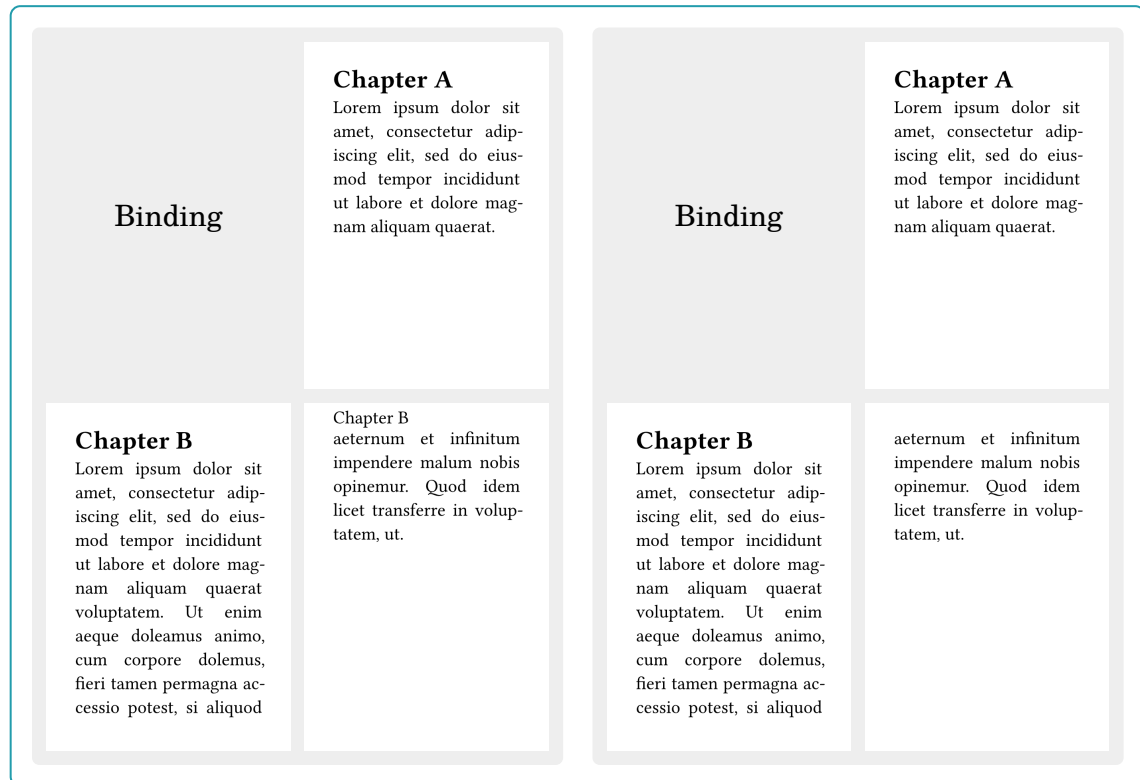 Binding
Chapter A
Lorem ipsum dolor sit
amet, consectetur adip-
iscing elit, sed do eius-
mod tempor incididunt
ut labore et dolore mag-
nam aliquam quaerat.
Chapter B
Lorem ipsum dolor sit
amet, consectetur adip-
iscing elit, sed do eius-
mod tempor incididunt
ut labore et dolore mag-
nam aliquam quaerat
voluptatem. Ut enim
aeque doleamus animo,
cum corpore dolemus,
fieri tamen permagna ac-
cessio potest, si aliquod
Chapter B
aeternum et infinitum
impendere malum nobis
opinemur. Quod idem
licet transferre in volup-
tatem, ut.
Binding
Chapter A
Lorem ipsum dolor sit
amet, consectetur adip-
iscing elit, sed do eius-
mod tempor incididunt
ut labore et dolore mag-
nam aliquam quaerat.
Chapter B
Lorem ipsum dolor sit
amet, consectetur adip-
iscing elit, sed do eius-
mod tempor incididunt
ut labore et dolore mag-
nam aliquam quaerat
voluptatem. Ut enim
aeque doleamus animo,
cum corpore dolemus,
fieri tamen permagna ac-
cessio potest, si aliquod
aeternum et infinitum
impendere malum nobis
opinemur. Quod idem
licet transferre in volup-
tatem, ut.